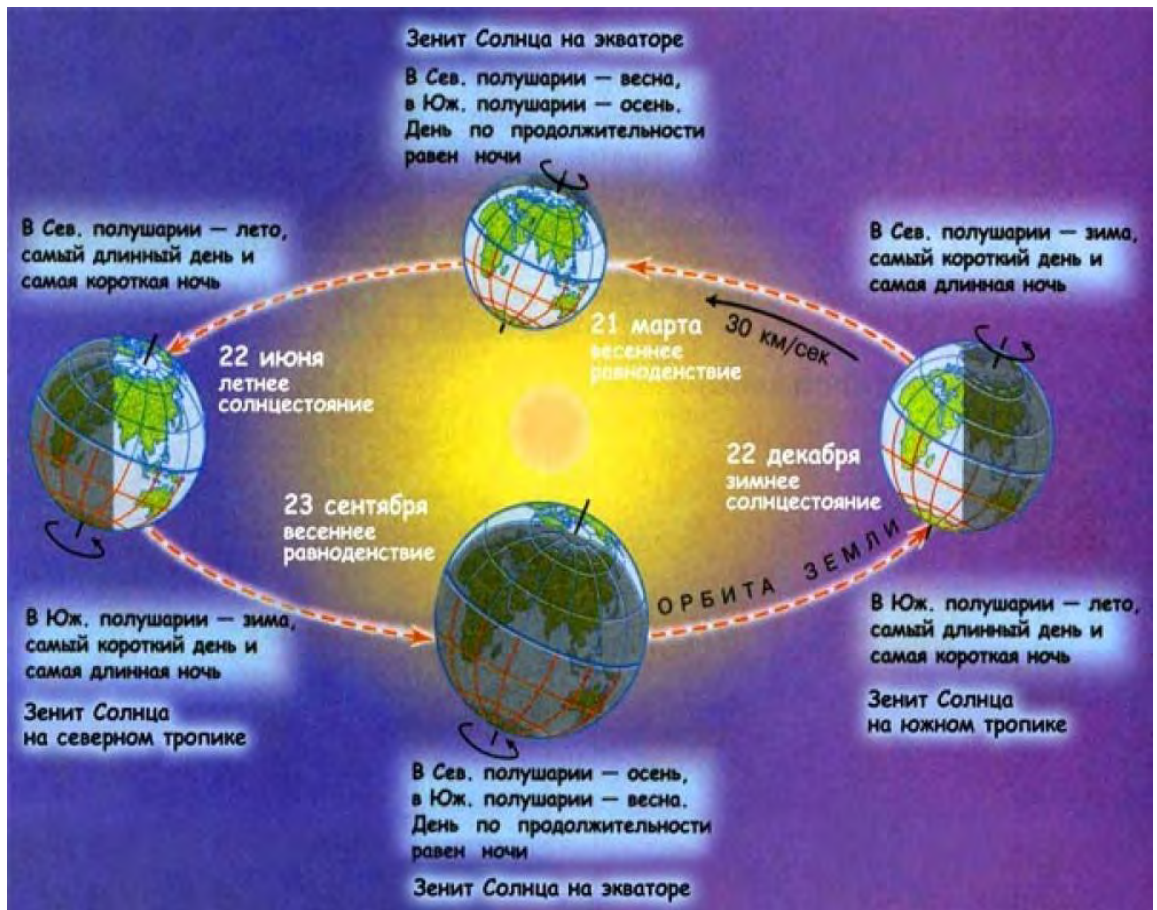 Зенит Солнца на экваторе
В Сев. полушарии — весна,
в Юж. полушарии — осень.
День по продолжительности
равен ночи
В Сев. полушарии — лето,
самый длинный день и
самая короткая ночь
В Сев. полушарии — зима,
самый короткий день и
самая длинная ночь
21 марта
весеннее
равноденствие
30 км/сек
22 июня
летнее
солнцестояние
22 декабря
зимнее
солнцестояние
23 сентября
весеннее
равноденствие
ОРБИТА ЗЕМЛИ
В Юж. полушарии — зима,
самый короткий день и
самая длинная ночь
Зенит Солнца
на северном тропике
В Юж. полушарии — лето,
самый длинный день и
самая короткая ночь
Зенит Солнца
на южном тропике
В Сев. полушарии — осень,
в Юж. полушарии — весна.
День по продолжительности
равен ночи
Зенит Солнца на экваторе